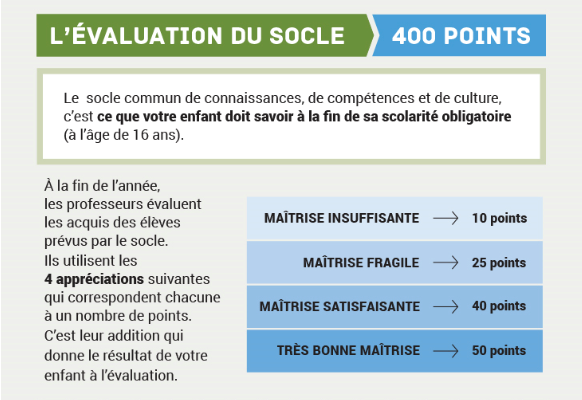 L'ÉVALUATION DU SOCLE 400 POINTS
Le socle commun de connaissances, de compétences et de culture,
c'est ce que votre enfant doit savoir à la fin de sa scolarité obligatoire
(à l'âge de 16 ans).
À la fin de l'année,
les professeurs évaluent
les acquis des élèves
prévus par le socle.
Ils utilisent les
4 appréciations suivantes
qui correspondent chacune
à un nombre de points.
C'est leur addition qui
donne le résultat de votre
enfant à l'évaluation.
MAÎTRISE INSUFFISANTE → 10 points
MAÎTRISE FRAGILE → 25 points
MAÎTRISE SATISFAISANTE → 40 points
TRÈS BONNE MAÎTRISE → 50 points